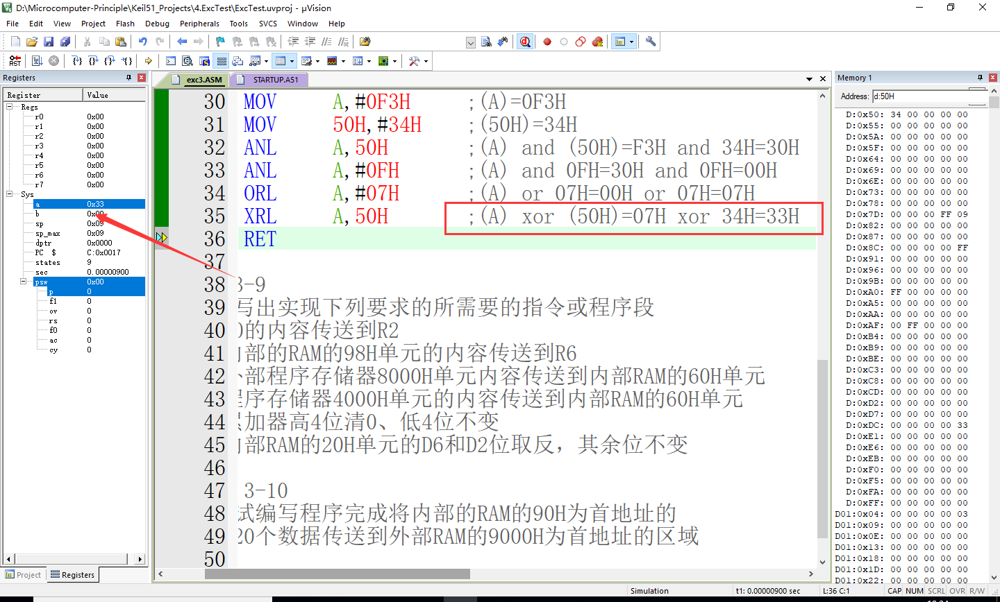 D:\Microcomputer-Principle\Keil51_Projects\4.ExcTest\ExcTest.uvproj - µVision
File Edit View Project Flash Debug Peripherals Tools SVCS Window Help
Registers
Register Value
Regs
r0 0x00
r1 0x00
r2 0x00
r3 0x00
r4 0x00
r5 0x00
r6 0x00
r7 0x00
Sys
a 0x33
b 0x00
sp 0x09
sp_max 0x09
dptr 0x0000
PC $ C:0x0017
states 9
sec 0.00000900
psw 0x00
p 0
f1 0
ov 0
rs 0
f0 0
ac 0
cy 0
Project Registers
exc3.ASM STARTUP.A51
30 MOV A,#0F3H ;(A)=0F3H
31 MOV 50H,#34H ;(50H)=34H
32 ANL A,50H ;(A) and (50H)=F3H and 34H=30H
33 ANL A,#0FH ;(A) and 0FH=30H and 0FH=00H
34 ORL A,#07H ;(A) or 07H=00H or 07H=07H
35 XRL A,50H ;(A) xor (50H)=07H xor 34H=33H
36 RET
37
38 3-9
39 写出实现下列要求的所需要的指令或程序段
40 0的内容传送到R2
41 内部的RAM的98H单元的内容传送到R6
42 外部程序存储器8000H单元内容传送到内部RAM的60H单元
43 程序存储器4000H单元的内容传送到内部RAM的60H单元
44 累加器高4位清0、低4位不变
45 内部RAM的20H单元的D6和D2位取反，其余位不变
46
47 3-10
48 试编写程序完成将内部的RAM的90H为首地址的
49 20个数据传送到外部RAM的9000H为首地址的区域
50
Memory 1
Address: d:50H
D:0x50: 34 00 00 00 00
D:0x55: 00 00 00 00 00
D:0x5A: 00 00 00 00 00
D:0x5F: 00 00 00 00 00
D:0x64: 00 00 00 00 00
D:0x69: 00 00 00 00 00
D:0x6E: 00 00 00 00 00
D:0x73: 00 00 00 00 00
D:0x78: 00 00 00 00 00
D:0x7D: 00 00 00 FF 09
D:0x82: 00 00 00 00 00
D:0x87: 00 00 00 00 00
D:0x8C: 00 00 00 00 FF
D:0x91: 00 00 00 00 00
D:0x96: 00 00 00 00 00
D:0x9B: 00 00 00 00 00
D:0xA0: FF 00 00 00 00
D:0xA5: 00 00 00 00 00
D:0xAA: 00 00 00 00 00
D:0xAF: 00 FF 00 00 00
D:0xB4: 00 00 00 00 00
D:0xB9: 00 00 00 00 00
D:0xBE: 00 00 00 00 00
D:0xC3: 00 00 00 00 00
D:0xC8: 00 00 00 00 00
D:0xCD: 00 00 00 00 00
D:0xD2: 00 00 00 00 00
D:0xD7: 00 00 00 00 00
D:0xDC: 00 00 00 00 33
D:0xE1: 00 00 00 00 00
D:0xE6: 00 00 00 00 00
D:0xEB: 00 00 00 00 00
D:0xF0: 00 00 00 00 00
D:0xF5: 00 00 00 00 00
D:0xFA: 00 00 00 00 00
D:0xFF: 00 00 00 00 00
D01:0x04: 00 00 00 00 03
D01:0x09: 00 00 00 00 00
D01:0x0E: 00 00 00 00 00
D01:0x13: 00 00 00 00 00
D01:0x18: 00 00 00 00 00
D01:0x1D: 00 00 00 00 00
D01:0x22: 00 00 00 00 00
Simulation t1: 0.00000900 sec L:36 C:1 CAP NUM SCRL OVR R/W